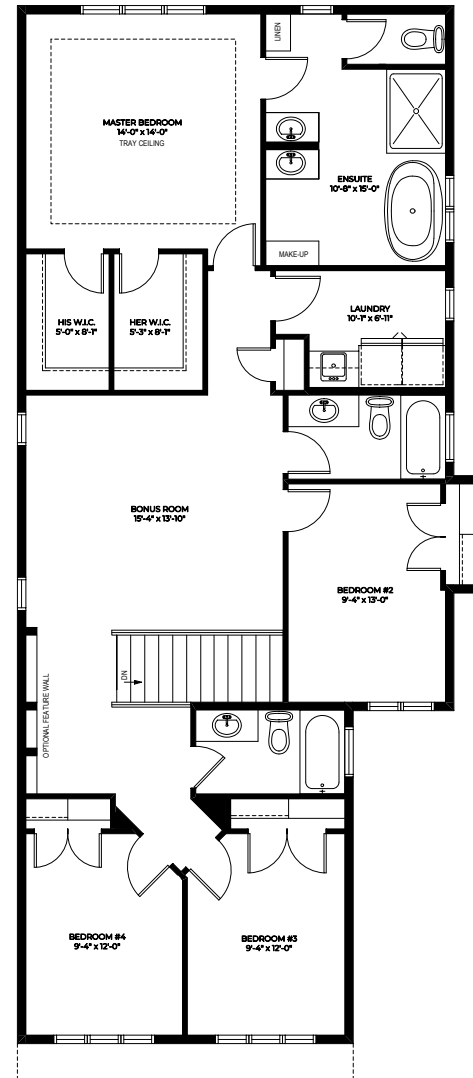 LINEN
MASTER BEDROOM
14'-0" x 14'-0"
TRAY CEILING
ENSUITE
10'-8" x 15'-0"
MAKE-UP
HIS W.I.C.
5'-0" x 8'-1"
HER W.I.C.
5'-3" x 8'-1"
LAUNDRY
10'-1" x 6'-11"
BONUS ROOM
15'-4" x 13'-10"
BEDROOM #2
9'-4" x 13'-0"
DN
OPTIONAL FEATURE WALL
BEDROOM #4
9'-4" x 12'-0"
BEDROOM #3
9'-4" x 12'-0"